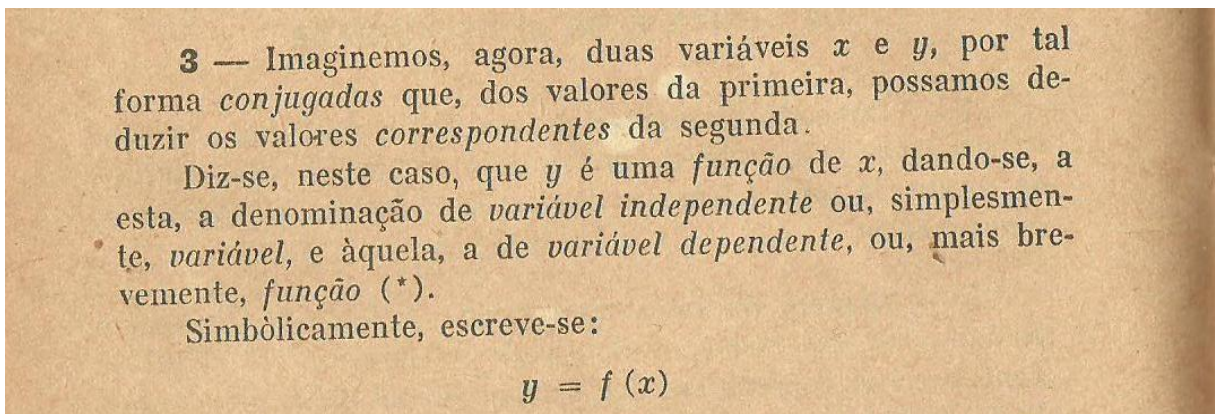 3 — Imaginemos, agora, duas variáveis x e y, por tal
forma conjugadas que, dos valores da primeira, possamos de-
duzir os valores correspondentes da segunda.
Diz-se, neste caso, que y é uma função de x, dando-se, a
esta, a denominação de variável independente ou, simplesmen-
te, variável, e àquela, a de variável dependente, ou, mais bre-
vemente, função (*).
Simbòlicamente, escreve-se:
y = f (x)